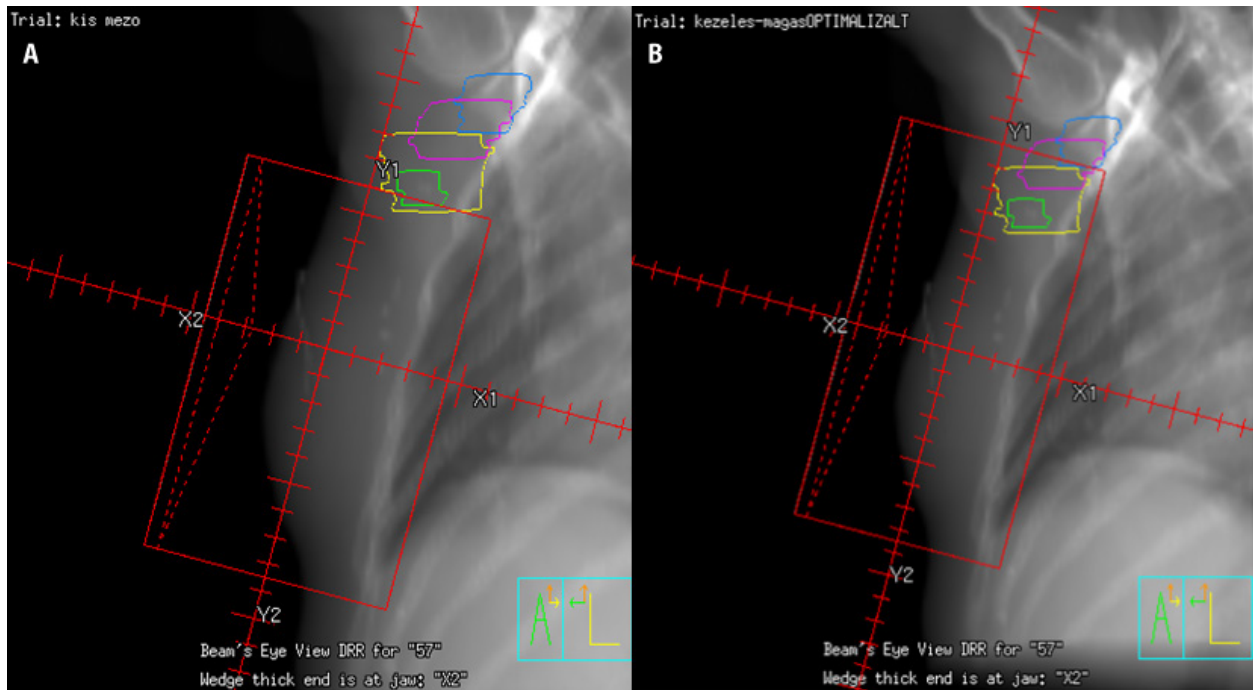 Trial: kis mezo
A
Y1
X2
X1
Y2
A L
Beam's Eye View DRR for "57"
Wedge thick end is at jaw: "X2"
Trial: kezeles-magasOPTIMALIZALT
B
Y1
X2
X1
Y2
A L
Beam's Eye View DRR for "57"
Wedge thick end is at jaw: "X2"